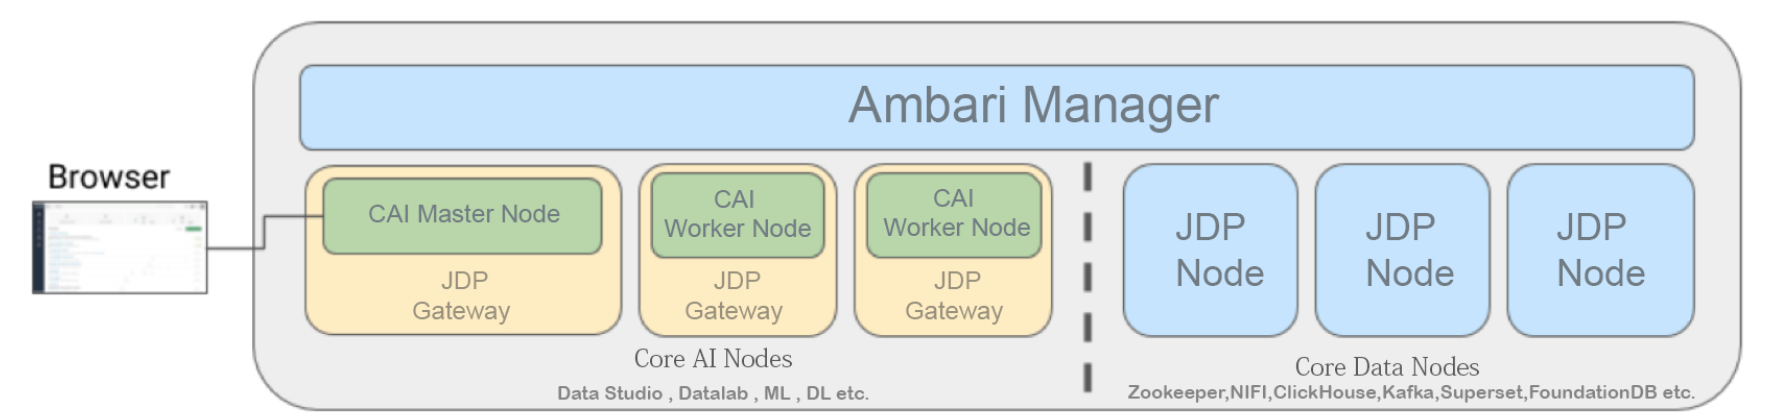 Ambari Manager
Browser
CAI Master Node
JDP
Gateway
CAI
Worker Node
JDP
Gateway
CAI
Worker Node
JDP
Gateway
Core AI Nodes
Data Studio , Datalab , ML , DL etc.
JDP
Node
JDP
Node
JDP
Node
Core Data Nodes
Zookeeper,NIFI,ClickHouse,Kafka,Superset,FoundationDB etc.